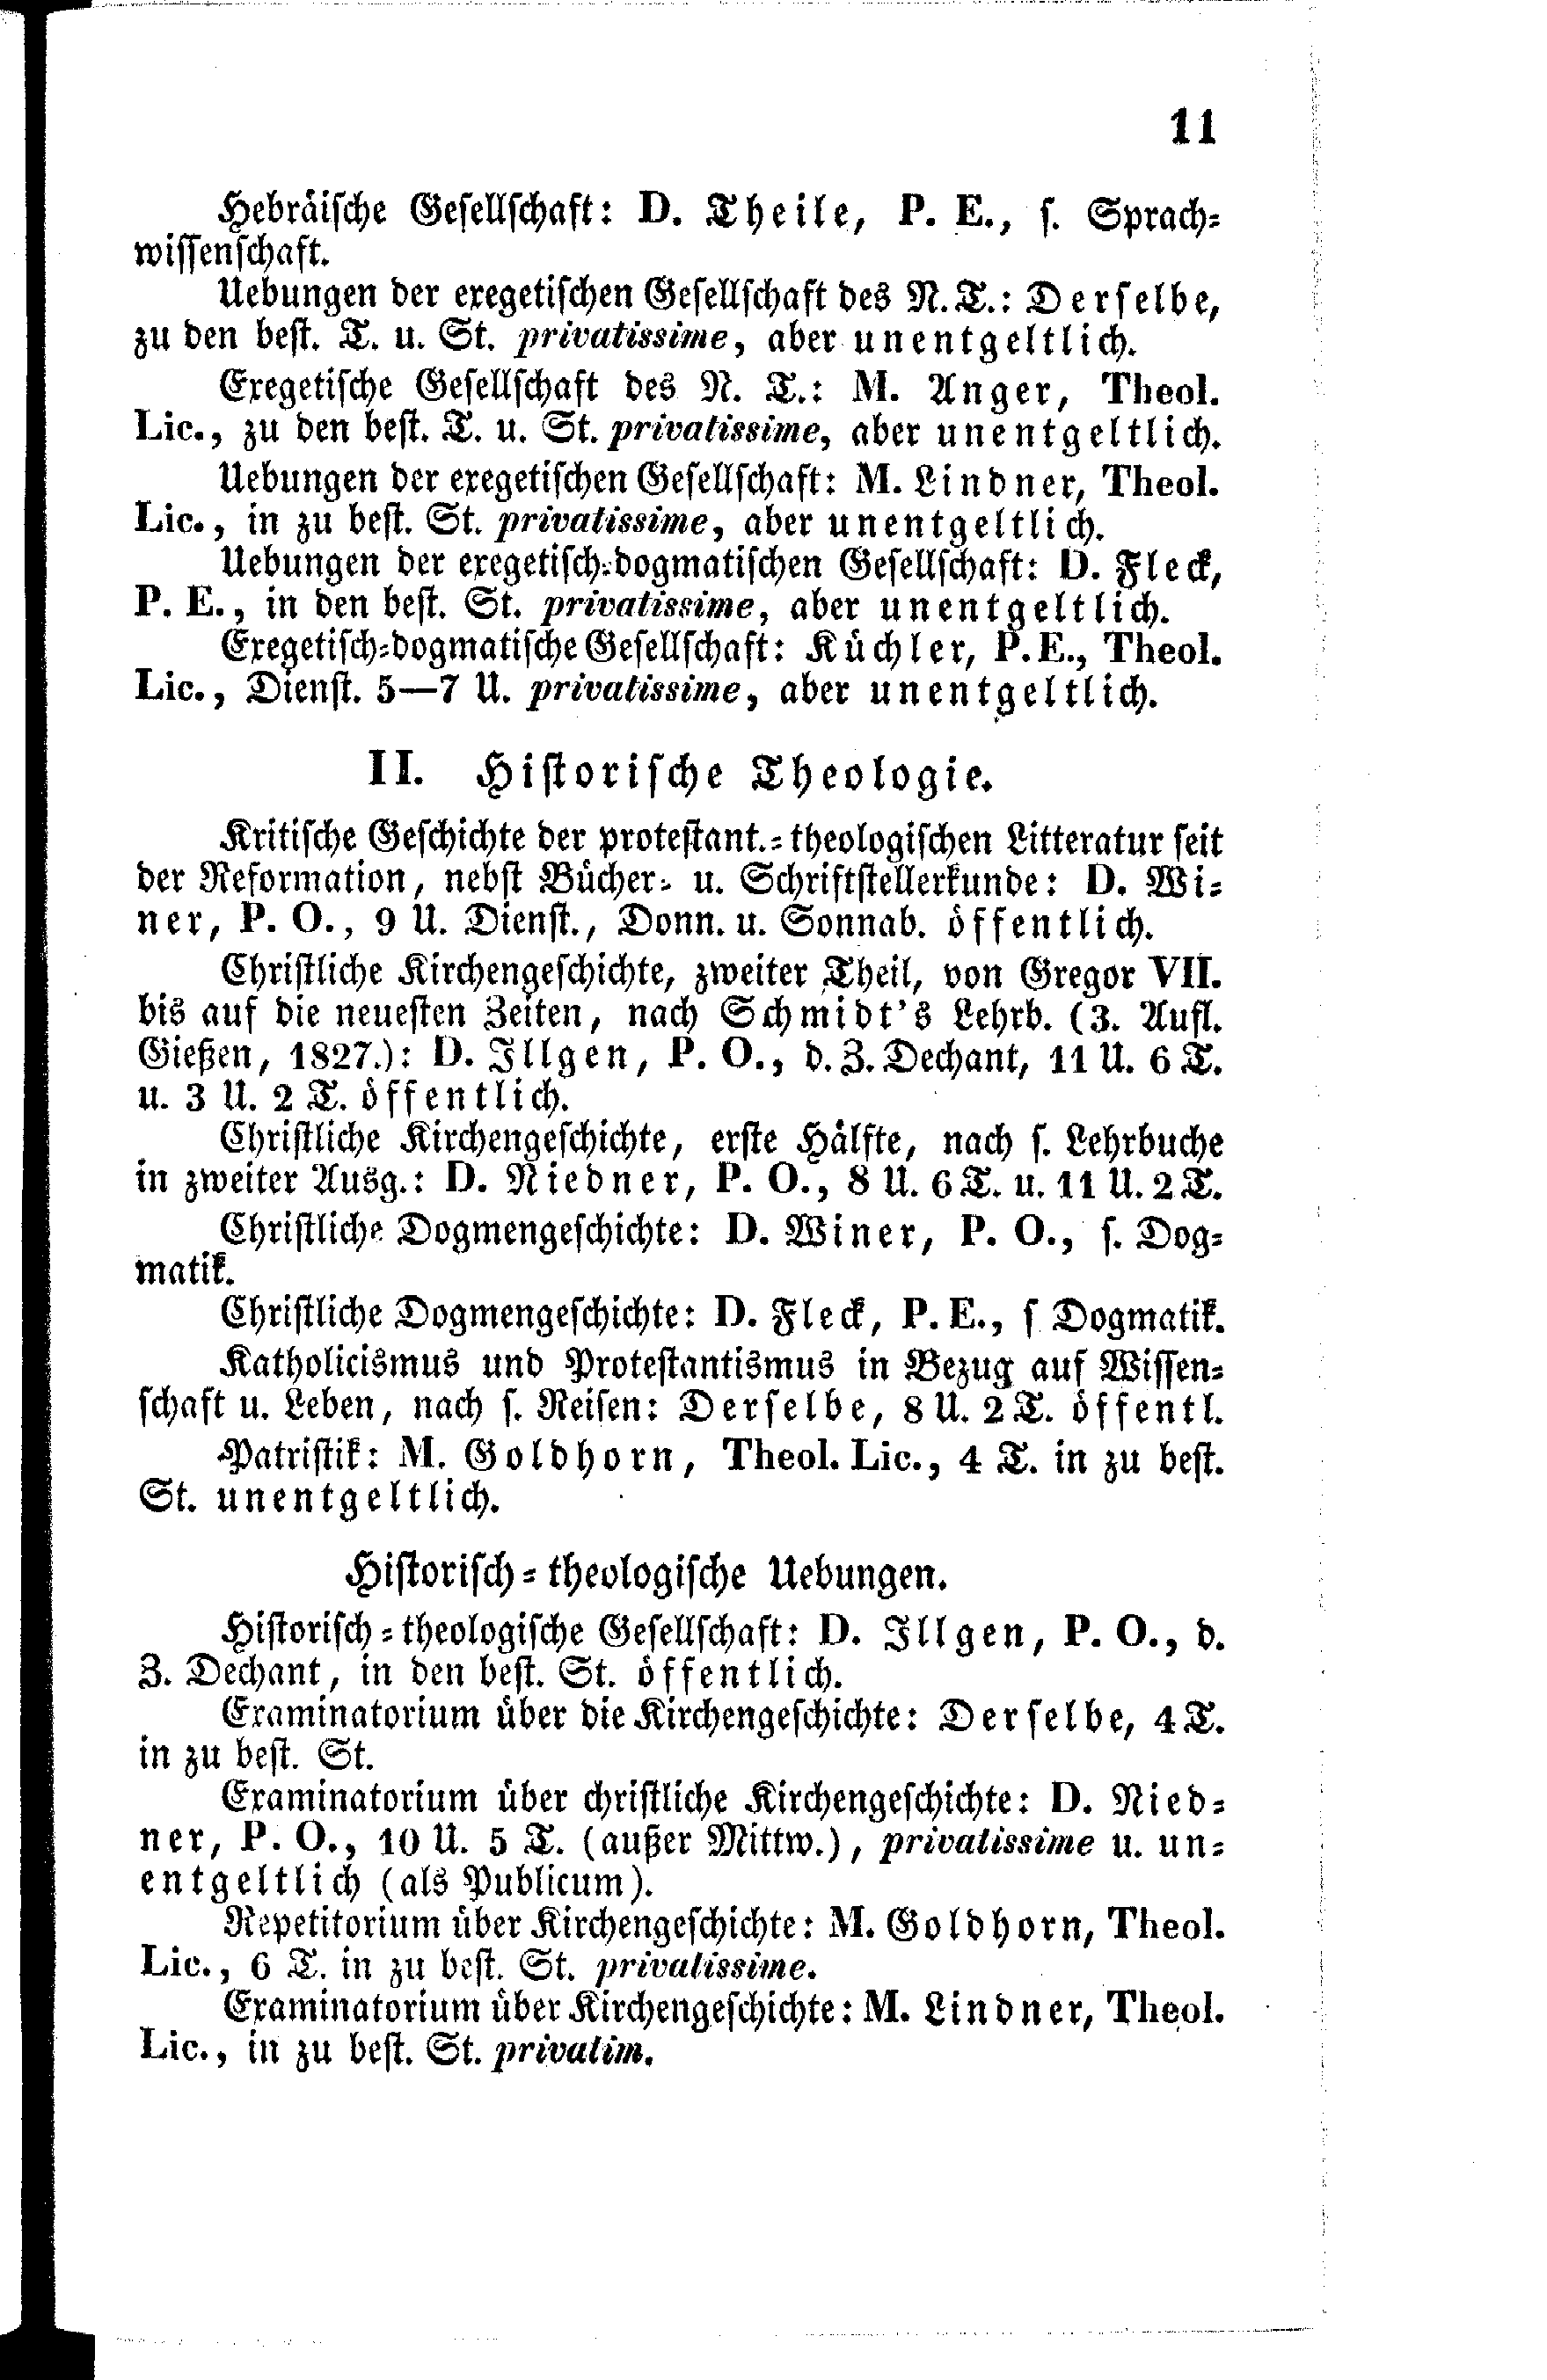 11
Hebräische Gesellschaft: D. Theile, P. E., s. Sprach-
wissenschaft.
Uebungen der exegetischen Gesellschaft des N. T.: Derselbe,
zu den best. T. u. St. privatissime, aber unentgeltlich.
Exegetische Gesellschaft des N. T.: M. Anger, Theol.
Lic., zu den best. T. u. St. privatissime, aber unentgeltlich.
Uebungen der exegetischen Gesellschaft: M. Lindner, Theol.
Lic., in zu best. St. privatissime, aber unentgeltlich.
Uebungen der exegetisch-dogmatischen Gesellschaft: D. Fleck,
P. E., in den best. St. privatissime, aber unentgeltlich.
Exegetisch-dogmatische Gesellschaft: Küchler, P. E., Theol.
Lic., Dienst. 5—7 U. privatissime, aber unentgeltlich.
II. Historische Theologie.
Kritische Geschichte der protestant.-theologischen Litteratur seit
der Reformation, nebst Bücher- u. Schriftstellerkunde: D. Wi-
ner, P. O., 9 U. Dienst., Donn. u. Sonnab. öffentlich.
Christliche Kirchengeschichte, zweiter Theil, von Gregor VII.
bis auf die neuesten Zeiten, nach Schmidt's Lehrb. (3. Aufl.
Gießen, 1827.): D. Illgen, P. O., d. Z. Dechant, 11 U. 6 T.
u. 3 U. 2 T. öffentlich.
Christliche Kirchengeschichte, erste Hälfte, nach s. Lehrbuche
in zweiter Ausg.: D. Niedner, P. O., 8 U. 6 T. u. 11 U. 2 T.
Christliche Dogmengeschichte: D. Winer, P. O., s. Dog-
matik.
Christliche Dogmengeschichte: D. Fleck, P. E., s Dogmatik.
Katholicismus und Protestantismus in Bezug auf Wissen-
schaft u. Leben, nach s. Reisen: Derselbe, 8 U. 2 T. öffentl.
Patristik: M. Goldhorn, Theol. Lic., 4 T. in zu best.
St. unentgeltlich.
Historisch-theologische Uebungen.
Historisch-theologische Gesellschaft: D. Illgen, P. O., d.
Z. Dechant, in den best. St. öffentlich.
Examinatorium über die Kirchengeschichte: Derselbe, 4 T.
in zu best. St.
Examinatorium über christliche Kirchengeschichte: D. Nied-
ner, P. O., 10 U. 5 T. (außer Mittw.), privatissime u. un-
entgeltlich (als Publicum).
Repetitorium über Kirchengeschichte: M. Goldhorn, Theol.
Lic., 6 T. in zu best. St. privatissime.
Examinatorium über Kirchengeschichte: M. Lindner, Theol.
Lic., in zu best. St. privatim.